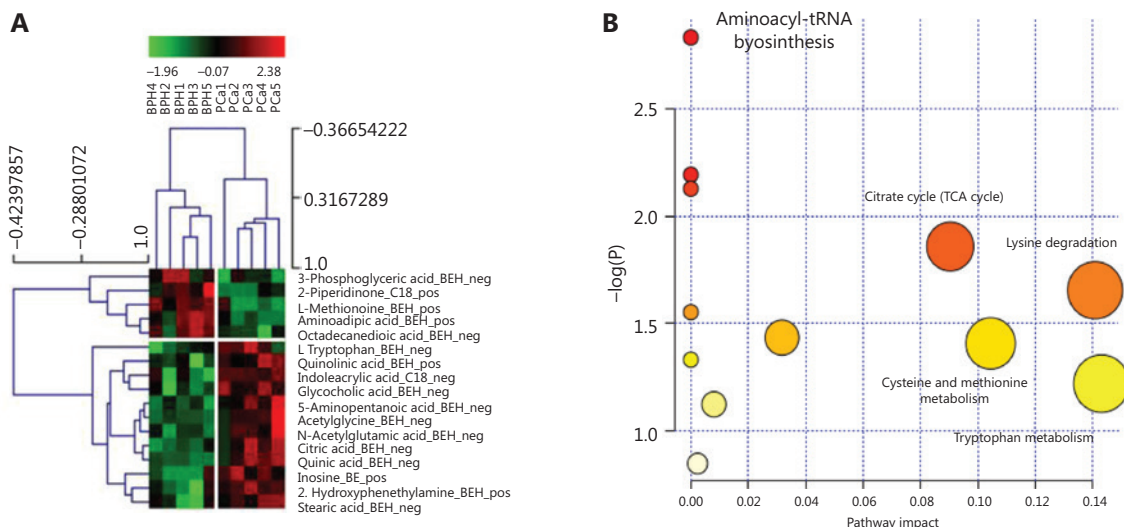 A
−1.96 −0.07 2.38
BPH4
BPH2
BPH1
BPH3
BPH5
PCa1
PCa2
PCa3
PCa4
PCa5
−0.36654222
0.3167289
1.0
−0.42397857
−0.28801072
1.0
3-Phosphoglyceric acid_BEH_neg
2-Piperidinone_C18_pos
L-Methionoine_BEH_pos
Aminoadipic acid_BEH_pos
Octadecanedioic acid_BEH_neg
L Tryptophan_BEH_neg
Quinolinic acid_BEH_pos
Indoleacrylic acid_C18_neg
Glycocholic acid_BEH_neg
5-Aminopentanoic acid_BEH_neg
Acetylglycine_BEH_neg
N-Acetylglutamic acid_BEH_neg
Citric acid_BEH_neg
Quinic acid_BEH_neg
Inosine_BE_pos
2. Hydroxyphenethylamine_BEH_pos
Stearic acid_BEH_neg
B
Aminoacyl-tRNA
byosinthesis
2.5
2.0
1.5
1.0
−log(P)
Citrate cycle (TCA cycle)
Lysine degradation
Cysteine and methionine
metabolism
Tryptophan metabolism
0.00 0.02 0.04 0.06 0.08 0.10 0.12 0.14
Pathway impact